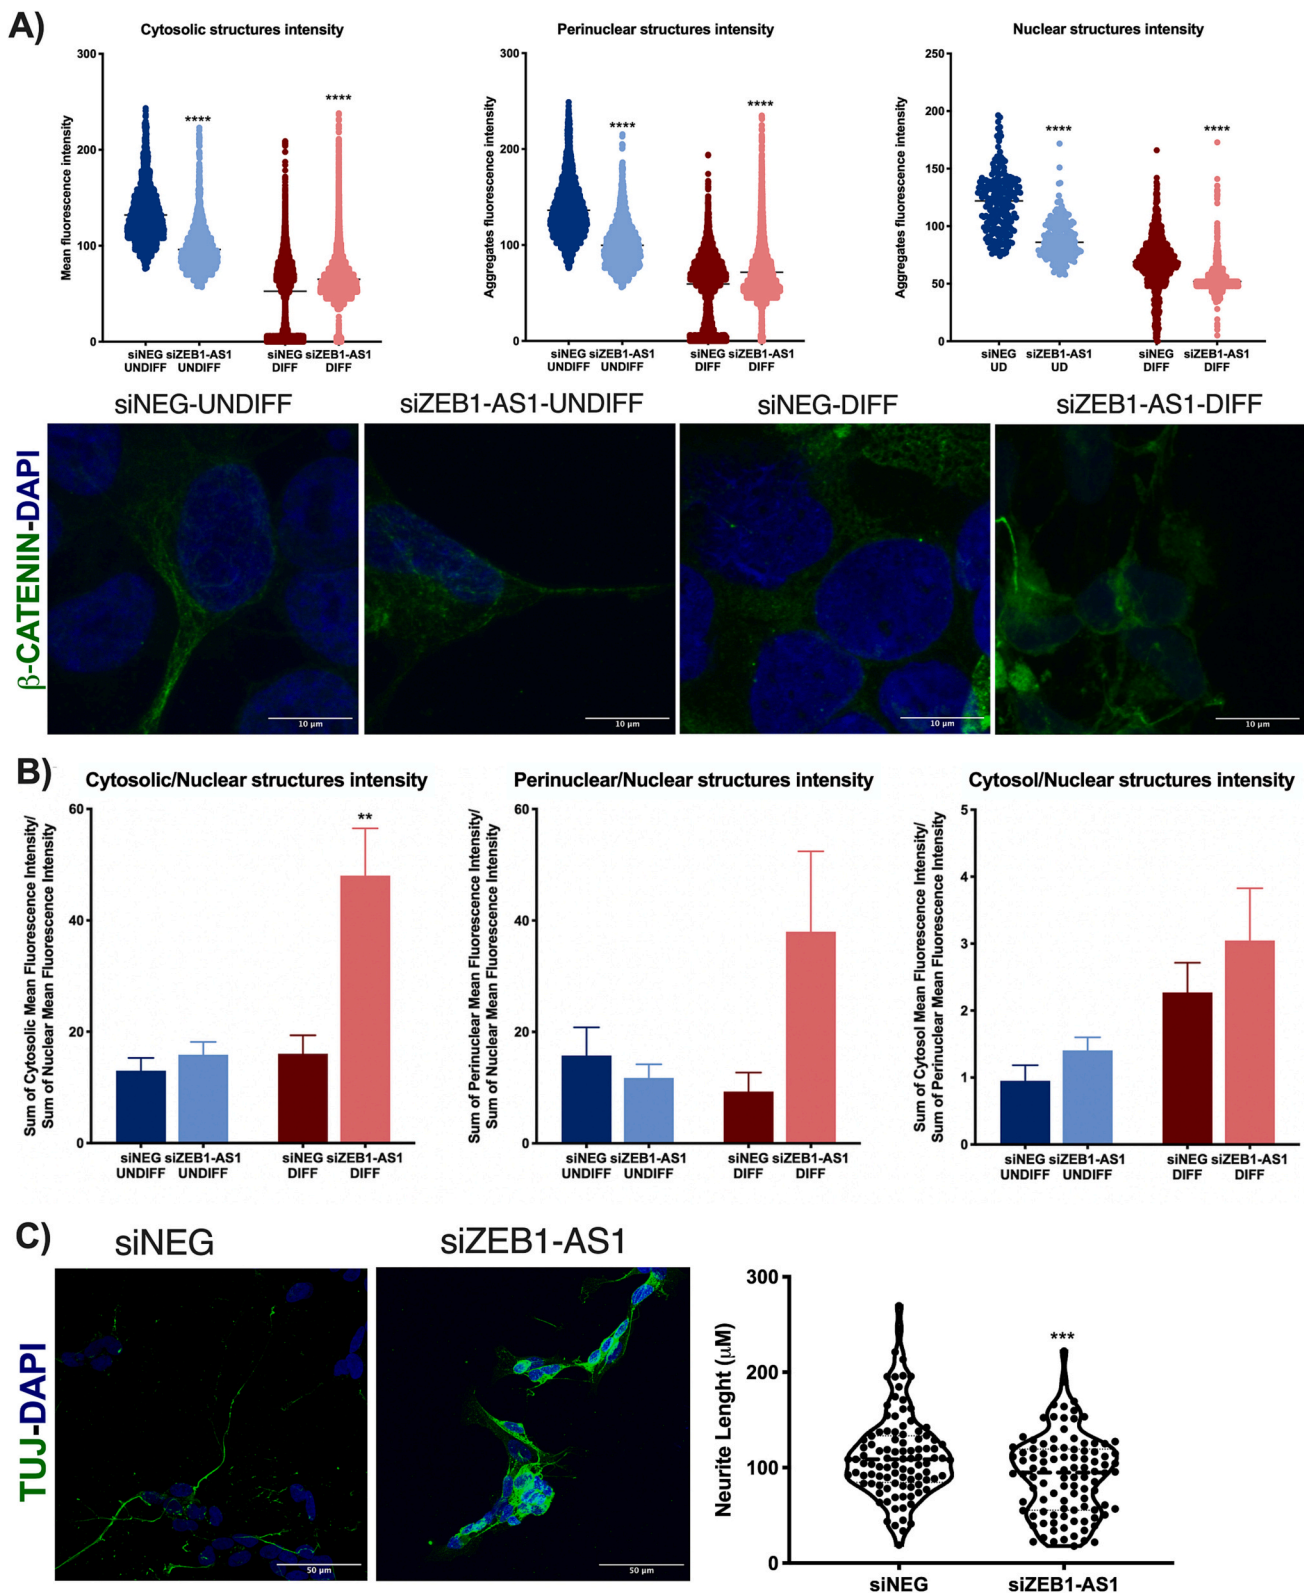 A)
Cytosolic structures intensity
Mean fluorescence intensity
300
200
100
0
****
****
siNEG UNDIFF
siZEB1-AS1 UNDIFF
siNEG DIFF
siZEB1-AS1 DIFF
Perinuclear structures intensity
Aggregates fluorescence intensity
300
200
100
0
****
****
siNEG UNDIFF
siZEB1-AS1 UNDIFF
siNEG DIFF
siZEB1-AS1 DIFF
Nuclear structures intensity
Aggregates fluorescence intensity
250
200
150
100
50
0
****
****
siNEG UD
siZEB1-AS1 UD
siNEG DIFF
siZEB1-AS1 DIFF
siNEG-UNDIFF
siZEB1-AS1-UNDIFF
siNEG-DIFF
siZEB1-AS1-DIFF
β-CATENIN-DAPI
10 µm
10 µm
10 µm
10 µm
B)
Cytosolic/Nuclear structures intensity
Sum of Cytosolic Mean Fluorescence Intensity/
Sum of Nuclear Mean Fluorescence Intensity
60
40
20
0
**
siNEG UNDIFF
siZEB1-AS1 UNDIFF
siNEG DIFF
siZEB1-AS1 DIFF
Perinuclear/Nuclear structures intensity
Sum of Perinuclear Mean Fluorescence Intensity/
Sum of Nuclear Mean Fluorescence Intensity
60
40
20
0
siNEG UNDIFF
siZEB1-AS1 UNDIFF
siNEG DIFF
siZEB1-AS1 DIFF
Cytosol/Nuclear structures intensity
Sum of Cytosol Mean Fluorescence Intensity/
Sum of Perinuclear Mean Fluorescence Intensity
5
4
3
2
1
0
siNEG UNDIFF
siZEB1-AS1 UNDIFF
siNEG DIFF
siZEB1-AS1 DIFF
C)
siNEG
siZEB1-AS1
TUJ-DAPI
50 µm
50 µm
Neurite Lenght (µM)
300
200
100
0
***
siNEG
siZEB1-AS1